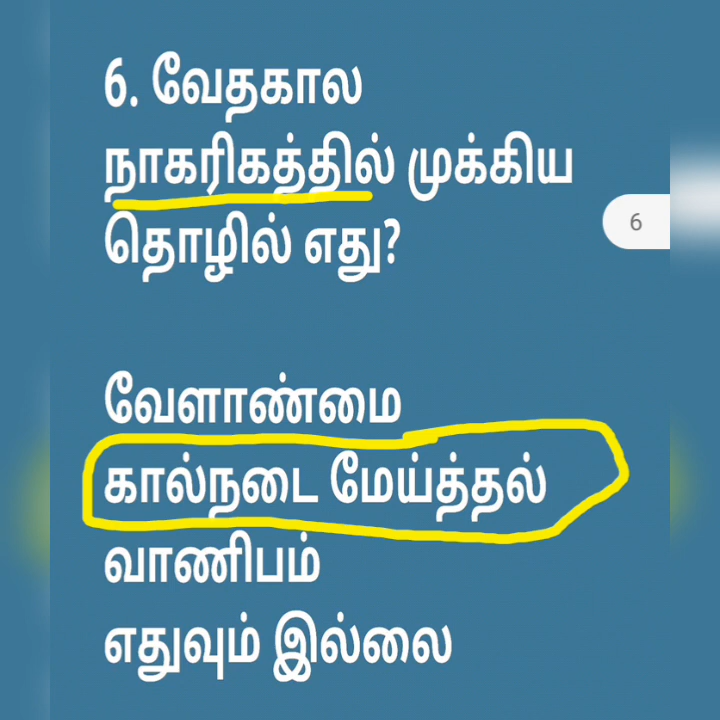 6. வேதகால
நாகரிகத்தில் முக்கிய
தொழில் எது?
6
வேளாண்மை
கால்நடை மேய்த்தல்
வாணிபம்
எதுவும் இல்லை